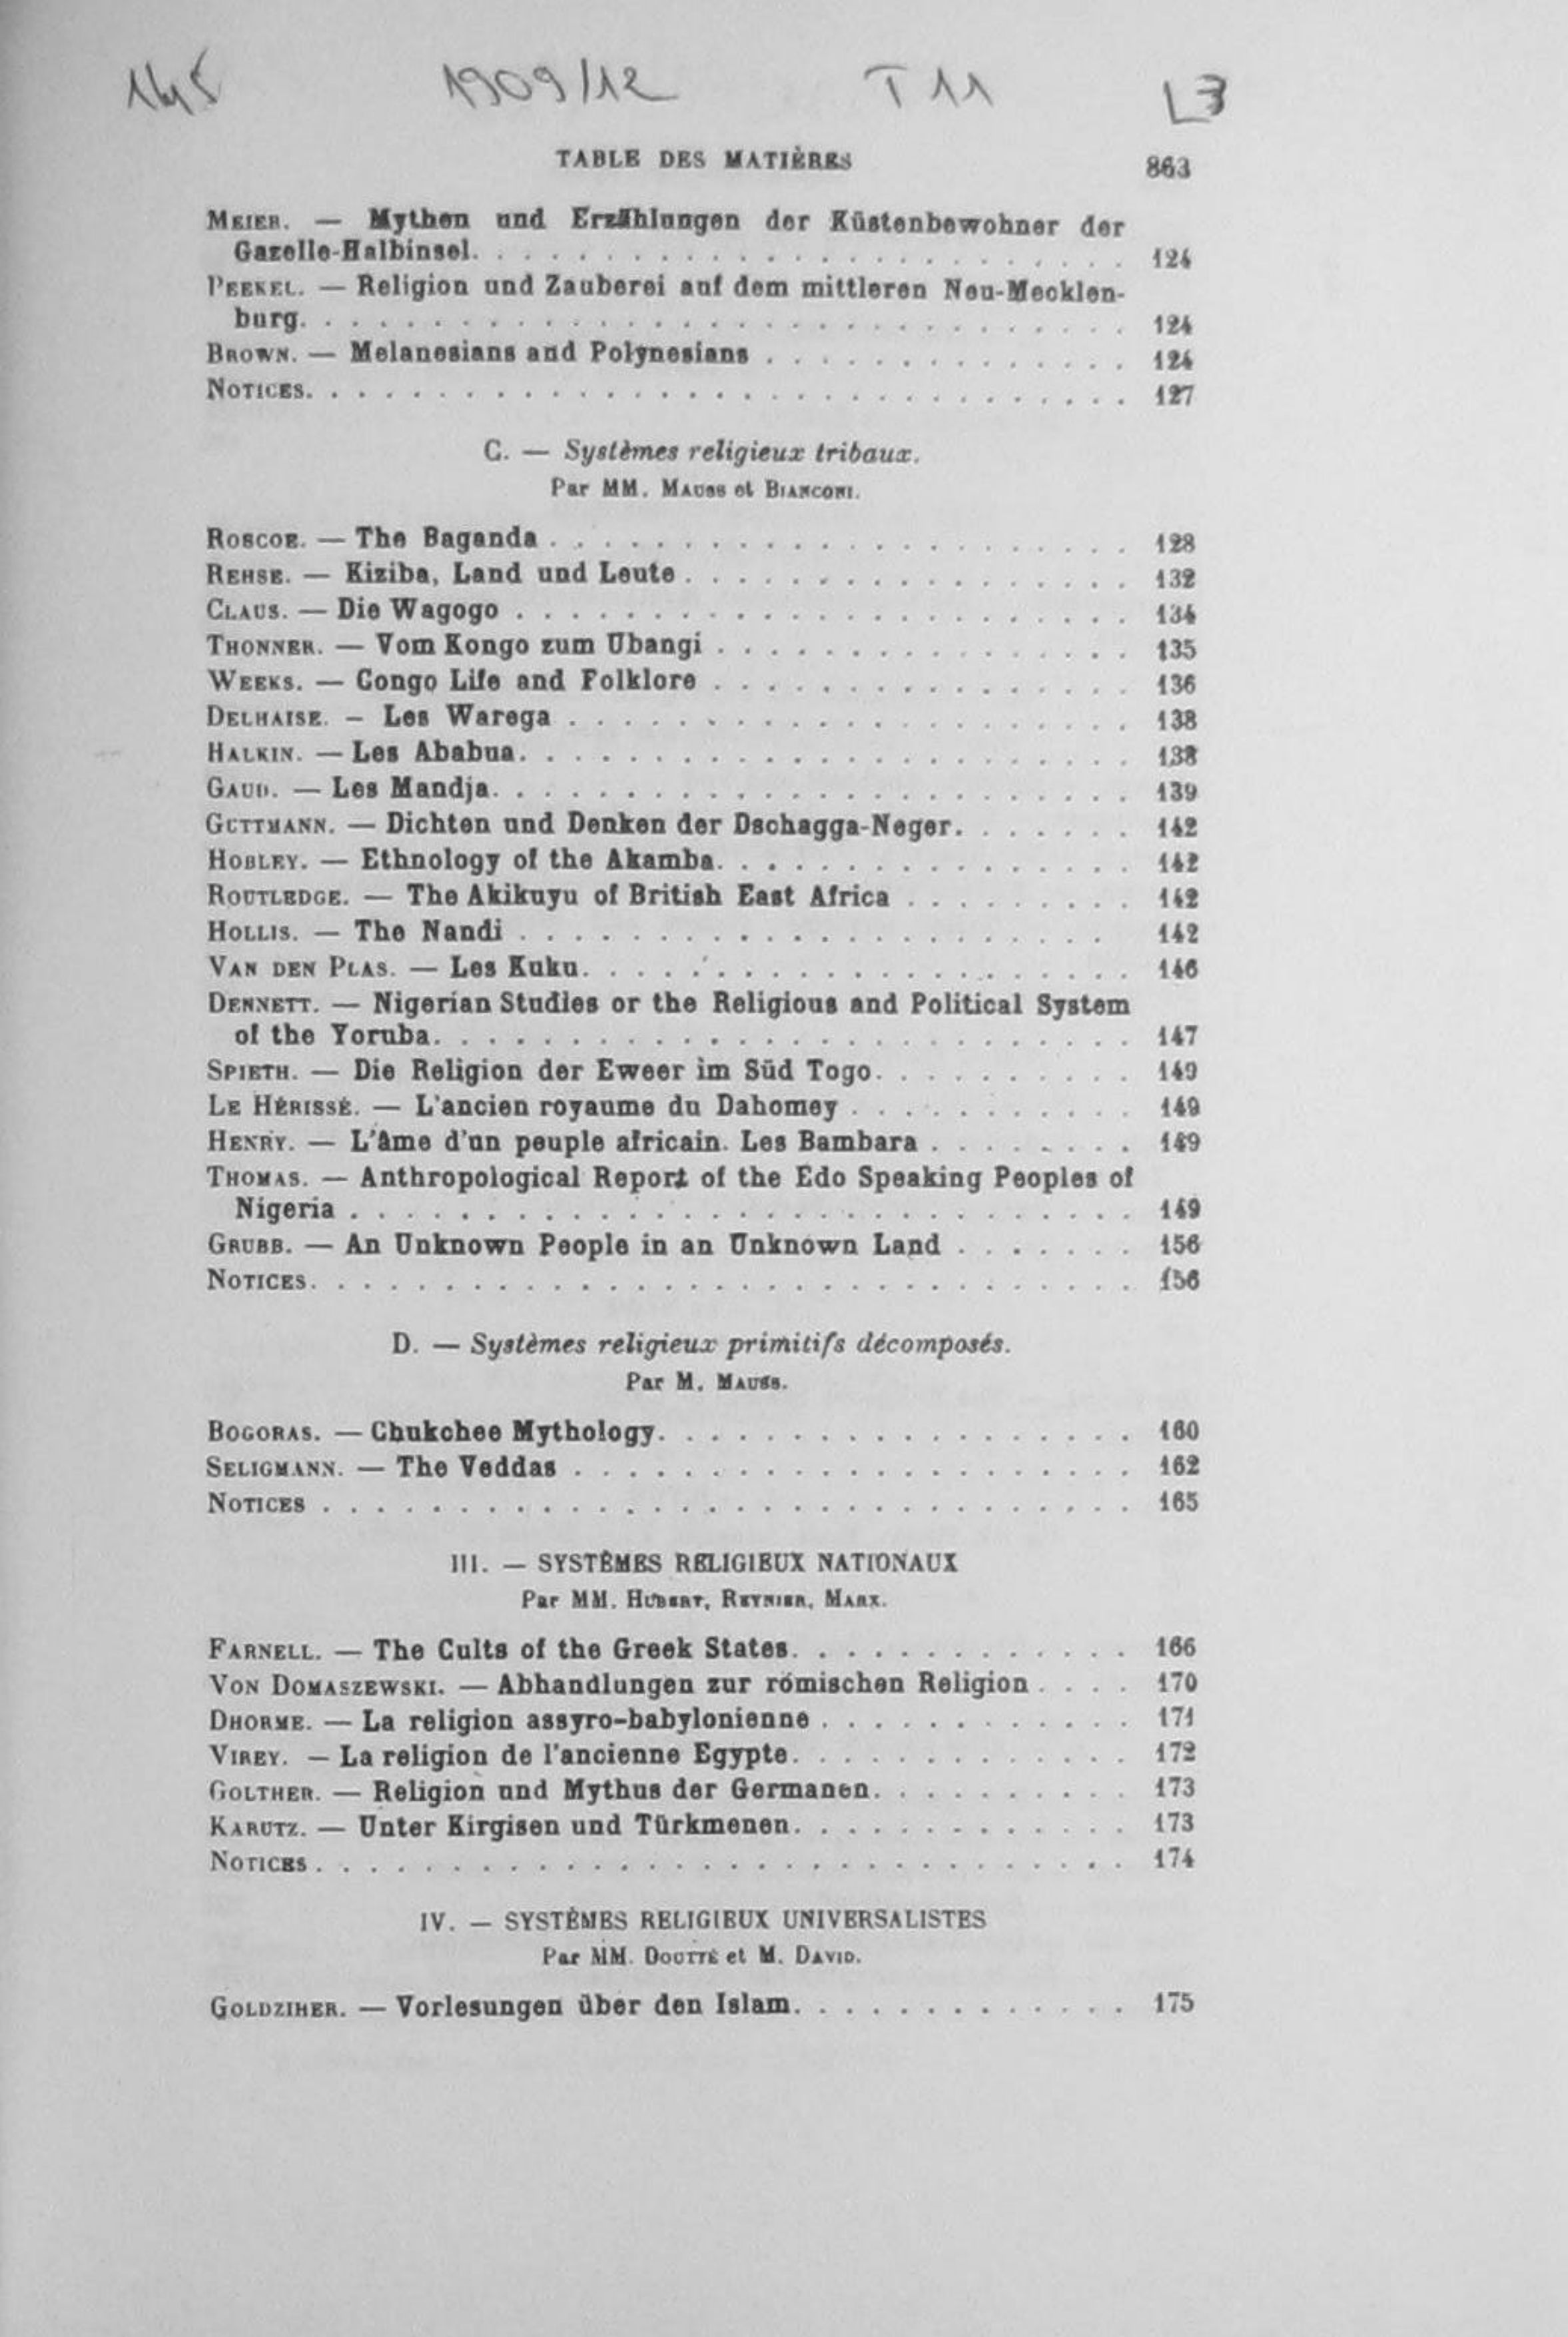 145 1909/12 T 11 L3
TABLE DES MATIÈRES 863
MEIER. — Mythen und Erzählungen der Küstenbewohner der
Gazelle-Halbinsel. . . . . . . . . . . . . . . . . . . . . . . . 124
PEEKEL. — Religion und Zauberei auf dem mittleren Neu-Mecklen-
burg. . . . . . . . . . . . . . . . . . . . . . . . . . . . . . 124
BROWN. — Melanesians and Polynesians . . . . . . . . . . . . . . 124
NOTICES. . . . . . . . . . . . . . . . . . . . . . . . . . . . . . 127
C. — Systèmes religieux tribaux.
Par MM. MAUSS et BIANCONI.
ROSCOE. — The Baganda . . . . . . . . . . . . . . . . . . . . . . 128
REHSE. — Kiziba, Land und Leute . . . . . . . . . . . . . . . . . 132
CLAUS. — Die Wagogo . . . . . . . . . . . . . . . . . . . . . . . 134
THONNER. — Vom Kongo zum Ubangi . . . . . . . . . . . . . . . . 135
WEEKS. — Congo Life and Folklore . . . . . . . . . . . . . . . . 136
DELHAISE. – Les Warega . . . . . . . . . . . . . . . . . . . . . 138
HALKIN. — Les Ababua. . . . . . . . . . . . . . . . . . . . . . . 138
GAUD. — Les Mandja. . . . . . . . . . . . . . . . . . . . . . . . 139
GUTTMANN. — Dichten und Denken der Dschagga-Neger. . . . . . . 142
HOBLEY. — Ethnology of the Akamba. . . . . . . . . . . . . . . . 142
ROUTLEDGE. — The Akikuyu of British East Africa . . . . . . . . . 142
HOLLIS. — The Nandi . . . . . . . . . . . . . . . . . . . . . . 142
VAN DEN PLAS. — Les Kuku. . . . . . . . . . . . . . . . . . . . . 146
DENNETT. — Nigerian Studies or the Religious and Political System
of the Yoruba. . . . . . . . . . . . . . . . . . . . . . . . . . 147
SPIETH. — Die Religion der Eweer im Süd Togo. . . . . . . . . . 149
LE HÉRISSÉ. — L'ancien royaume du Dahomey . . . . . . . . . . . 149
HENRY. — L'âme d'un peuple africain. Les Bambara . . . . . . . . 149
THOMAS. — Anthropological Report of the Edo Speaking Peoples of
Nigeria . . . . . . . . . . . . . . . . . . . . . . . . . . . . . 149
GRUBB. — An Unknown People in an Unknown Land . . . . . . . 156
NOTICES. . . . . . . . . . . . . . . . . . . . . . . . . . . . . . 156
D. — Systèmes religieux primitifs décomposés.
Par M. MAUSS.
BOGORAS. — Chukchee Mythology. . . . . . . . . . . . . . . . . . 160
SELIGMANN. — The Veddas . . . . . . . . . . . . . . . . . . . . . 162
NOTICES . . . . . . . . . . . . . . . . . . . . . . . . . . . . . . 165
III. — SYSTÈMES RELIGIEUX NATIONAUX
Par MM. HUBERT, REYNIER, MARX.
FARNELL. — The Cults of the Greek States. . . . . . . . . . . . . 166
VON DOMASZEWSKI. — Abhandlungen zur römischen Religion . . . . 170
DHORME. — La religion assyro-babylonienne . . . . . . . . . . . . 171
VIREY. — La religion de l'ancienne Egypte. . . . . . . . . . . . . 172
GOLTHER. — Religion und Mythus der Germanen. . . . . . . . . . 173
KARUTZ. — Unter Kirgisen und Türkmenen. . . . . . . . . . . . . 173
NOTICES . . . . . . . . . . . . . . . . . . . . . . . . . . . . . . 174
IV. — SYSTÈMES RELIGIEUX UNIVERSALISTES
Par MM. DOUTTÉ et M. DAVID.
GOLDZIHER. — Vorlesungen über den Islam. . . . . . . . . . . . . 175